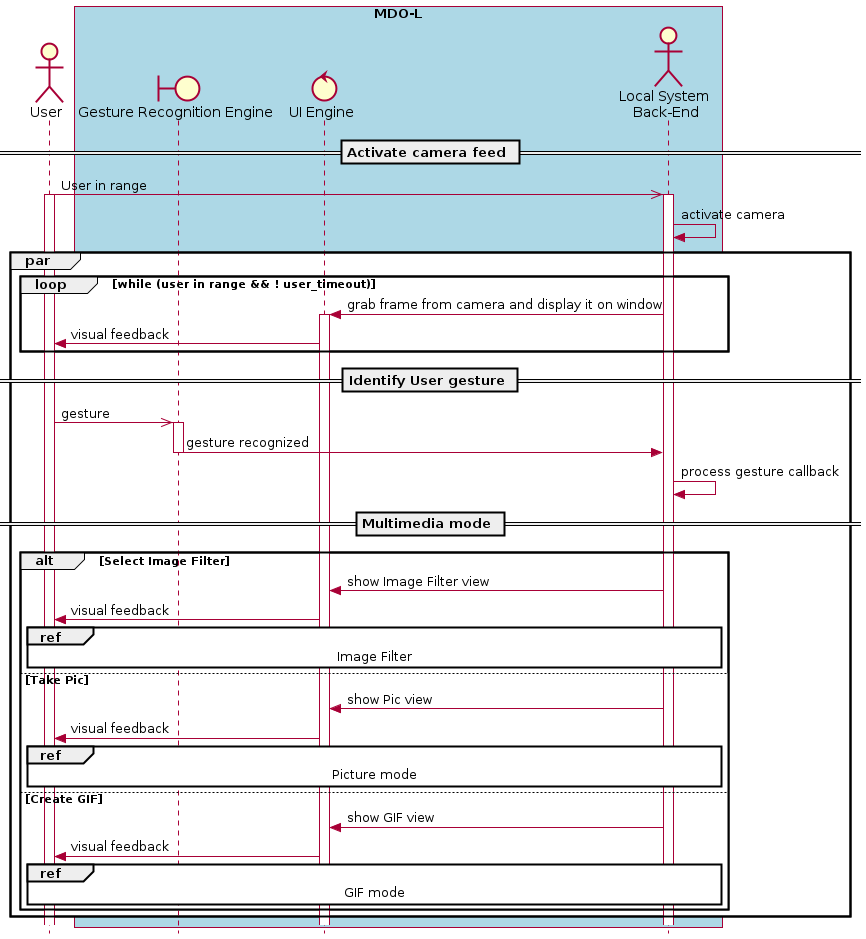 MDO-L
User
Gesture Recognition Engine
UI Engine
Local System
Back-End
Activate camera feed
User in range
activate camera
par
loop
[while (user in range && ! user_timeout)]
grab frame from camera and display it on window
visual feedback
Identify User gesture
gesture
gesture recognized
process gesture callback
Multimedia mode
alt
[Select Image Filter]
show Image Filter view
visual feedback
ref
Image Filter
[Take Pic]
show Pic view
visual feedback
ref
Picture mode
[Create GIF]
show GIF view
visual feedback
ref
GIF mode